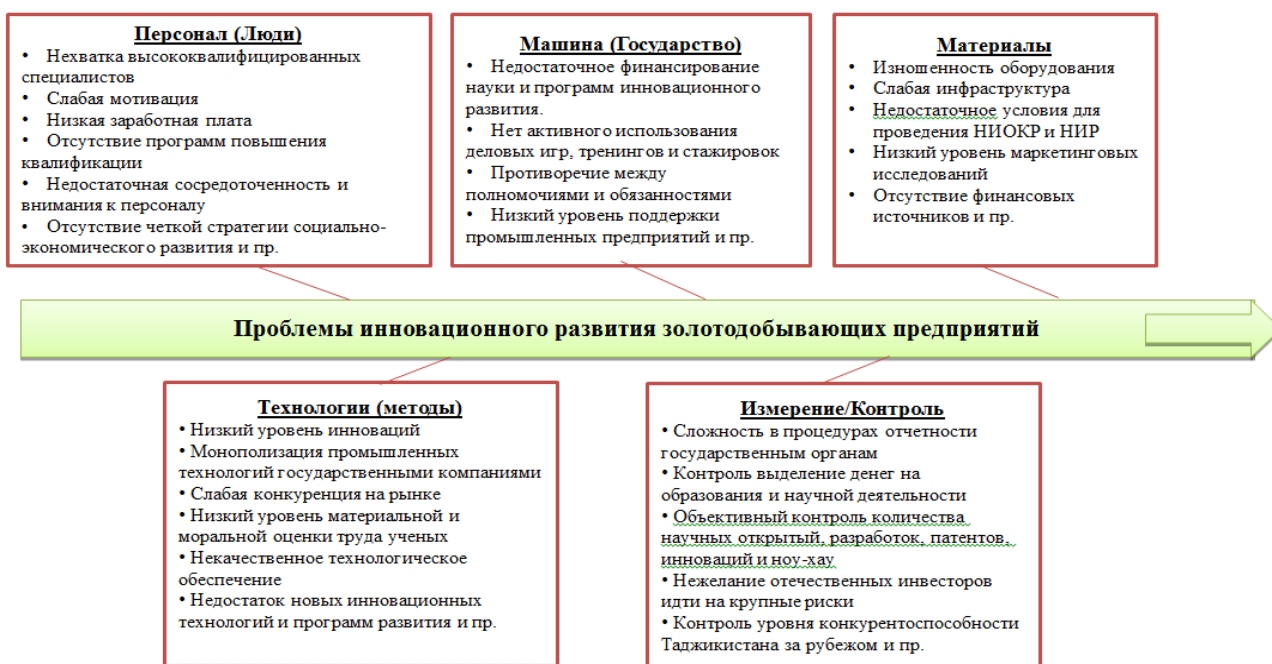 Персонал (Люди)
• Нехватка высококвалифицированных
специалистов
• Слабая мотивация
• Низкая заработная плата
• Отсутствие программ повышения
квалификации
• Недостаточная сосредоточенность и
внимания к персоналу
• Отсутствие четкой стратегии социально-
экономического развития и пр.
Машина (Государство)
• Недостаточное финансирование
науки и программ инновационного
развития.
• Нет активного использования
деловых игр, тренингов и стажировок
• Противоречие между
полномочиями и обязанностями
• Низкий уровень поддержки
промышленных предприятий и пр.
Материалы
• Изношенность оборудования
• Слабая инфраструктура
• Недостаточное условия для
проведения НИОКР и НИР
• Низкий уровень маркетинговых
исследований
• Отсутствие финансовых
источников и пр.
Проблемы инновационного развития золотодобывающих предприятий
Технологии (методы)
• Низкий уровень инноваций
• Монополизация промышленных
технологий государственными компаниями
• Слабая конкуренция на рынке
• Низкий уровень материальной и
моральной оценки труда ученых
• Некачественное технологическое
обеспечение
• Недостаток новых инновационных
технологий и программ развития и пр.
Измерение/Контроль
• Сложность в процедурах отчетности
государственным органам
• Контроль выделение денег на
образования и научной деятельности
• Объективный контроль количества
научных открытый, разработок, патентов,
инноваций и ноу-хау
• Нежелание отечественных инвесторов
идти на крупные риски
• Контроль уровня конкурентоспособности
Таджикистана за рубежом и пр.